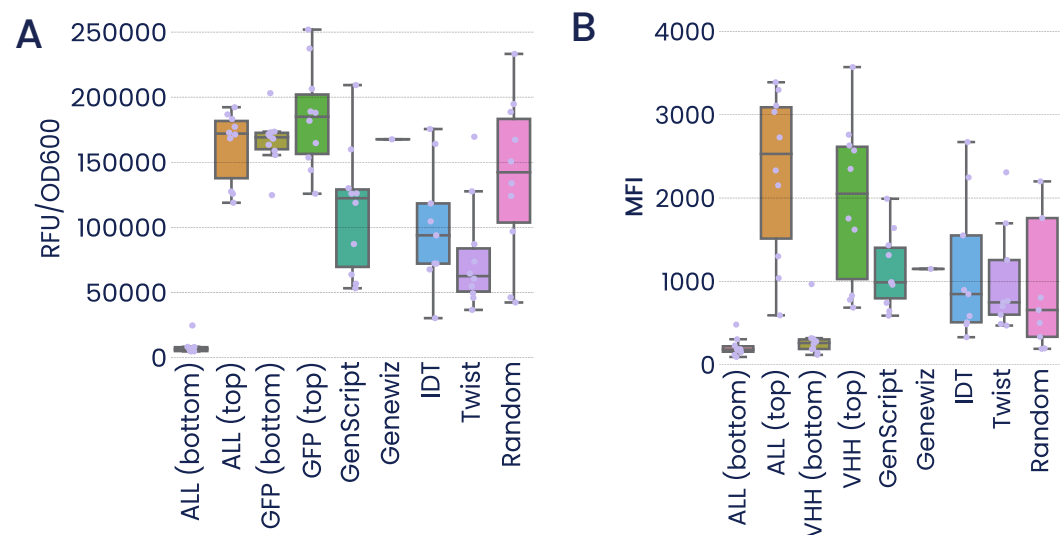 A
RFU/OD600
250000
200000
150000
100000
50000
0
ALL (bottom)
ALL (top)
GFP (bottom)
GFP (top)
GenScript
Genewiz
IDT
Twist
Random
B
MFI
4000
3000
2000
1000
0
ALL (bottom)
ALL (top)
VHH (bottom)
VHH (top)
GenScript
Genewiz
IDT
Twist
Random